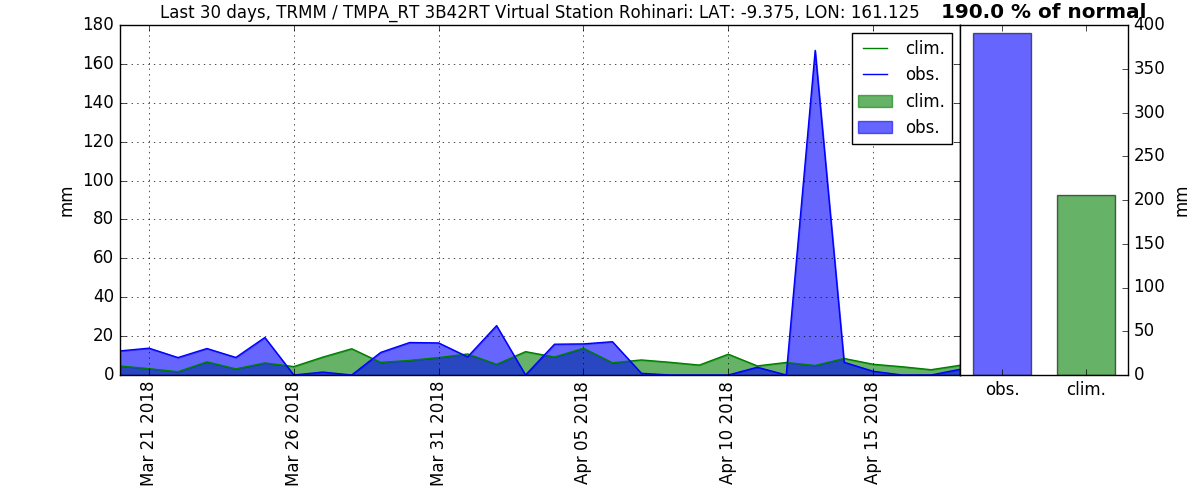 Last 30 days, TRMM / TMPA_RT 3B42RT Virtual Station Rohinari: LAT: -9.375, LON: 161.125
190.0 % of normal
180
160
140
120
100
80
60
40
20
0
mm
clim.
obs.
clim.
obs.
Mar 21 2018
Mar 26 2018
Mar 31 2018
Apr 05 2018
Apr 10 2018
Apr 15 2018
400
350
300
250
200
150
100
50
0
mm
obs.
clim.